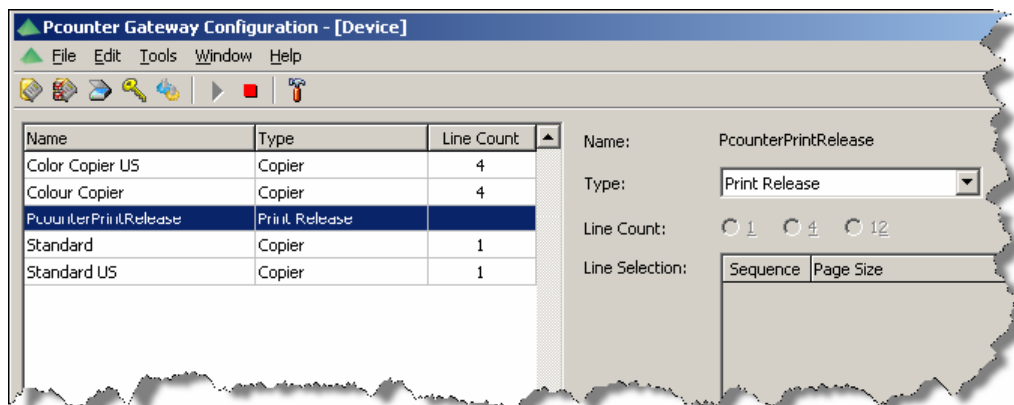 Pcounter Gateway Configuration - [Device]
File Edit Tools Window Help
Name Type Line Count
Color Copier US Copier 4
Colour Copier Copier 4
PcounterPrintRelease Print Release
Standard Copier 1
Standard US Copier 1
Name: PcounterPrintRelease
Type: Print Release
Line Count: 1 4 12
Line Selection: Sequence Page Size